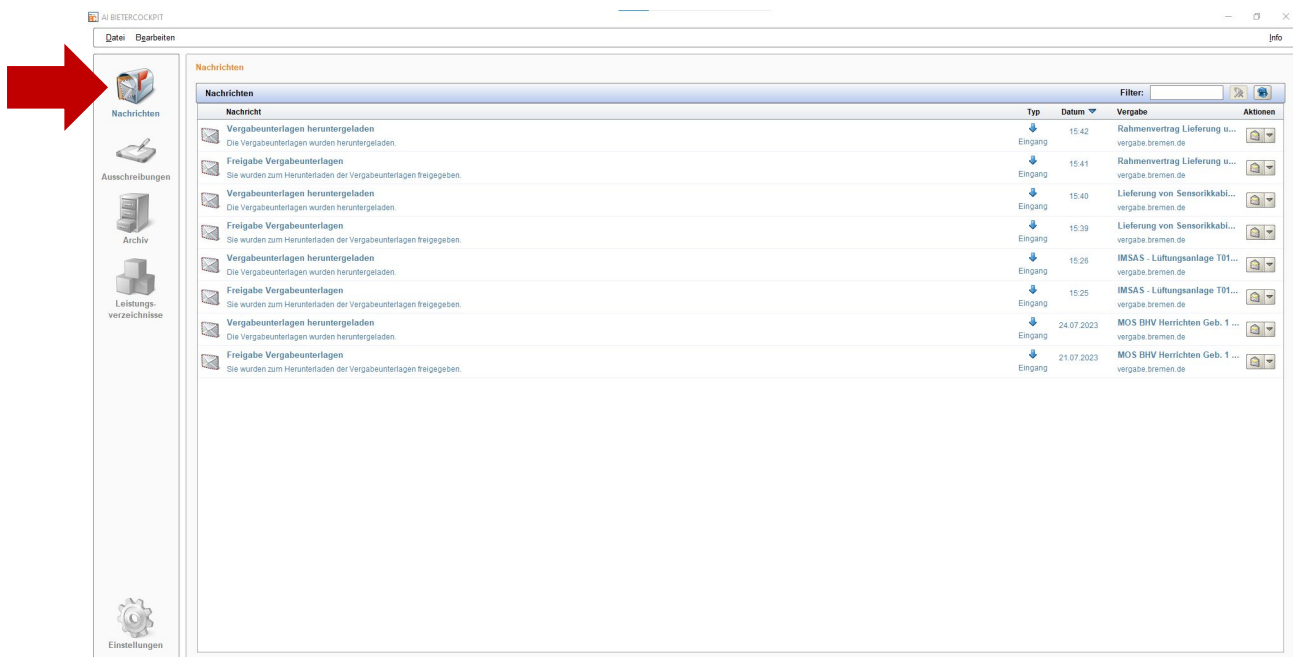 AI BIETERCOCKPIT
Datei Bearbeiten Info
Nachrichten
Ausschreibungen
Archiv
Leistungs-
verzeichnisse
Einstellungen
Nachrichten
Nachrichten Filter:
Nachricht Typ Datum Vergabe Aktionen
Vergabeunterlagen heruntergeladen 15:42 Rahmenvertrag Lieferung u...
Die Vergabeunterlagen wurden heruntergeladen. Eingang vergabe.bremen.de
Freigabe Vergabeunterlagen 15:41 Rahmenvertrag Lieferung u...
Sie wurden zum Herunterladen der Vergabeunterlagen freigegeben. Eingang vergabe.bremen.de
Vergabeunterlagen heruntergeladen 15:40 Lieferung von Sensorikkabi...
Die Vergabeunterlagen wurden heruntergeladen. Eingang vergabe.bremen.de
Freigabe Vergabeunterlagen 15:39 Lieferung von Sensorikkabi...
Sie wurden zum Herunterladen der Vergabeunterlagen freigegeben. Eingang vergabe.bremen.de
Vergabeunterlagen heruntergeladen 15:26 IMSAS - Lüftungsanlage T01...
Die Vergabeunterlagen wurden heruntergeladen. Eingang vergabe.bremen.de
Freigabe Vergabeunterlagen 15:25 IMSAS - Lüftungsanlage T01...
Sie wurden zum Herunterladen der Vergabeunterlagen freigegeben. Eingang vergabe.bremen.de
Vergabeunterlagen heruntergeladen 24.07.2023 MOS BHV Herrichten Geb. 1 ...
Die Vergabeunterlagen wurden heruntergeladen. Eingang vergabe.bremen.de
Freigabe Vergabeunterlagen 21.07.2023 MOS BHV Herrichten Geb. 1 ...
Sie wurden zum Herunterladen der Vergabeunterlagen freigegeben. Eingang vergabe.bremen.de